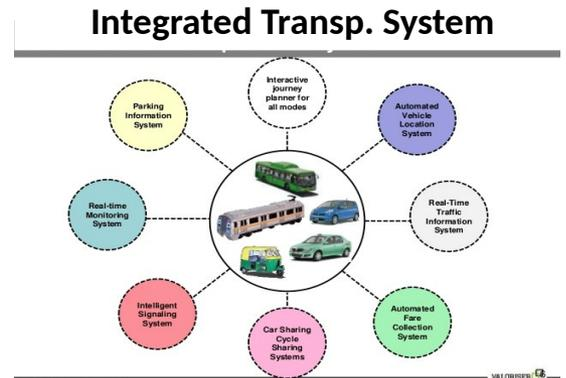 Integrated Transp. System
Interactive
journey
planner for
all modes
Parking
Information
System
Automated
Vehicle
Location
System
Real-time
Monitoring
System
Real-Time
Traffic
Information
System
Intelligent
Signaling
System
Automated
Fare
Collection
System
Car Sharing
Cycle
Sharing
Systems